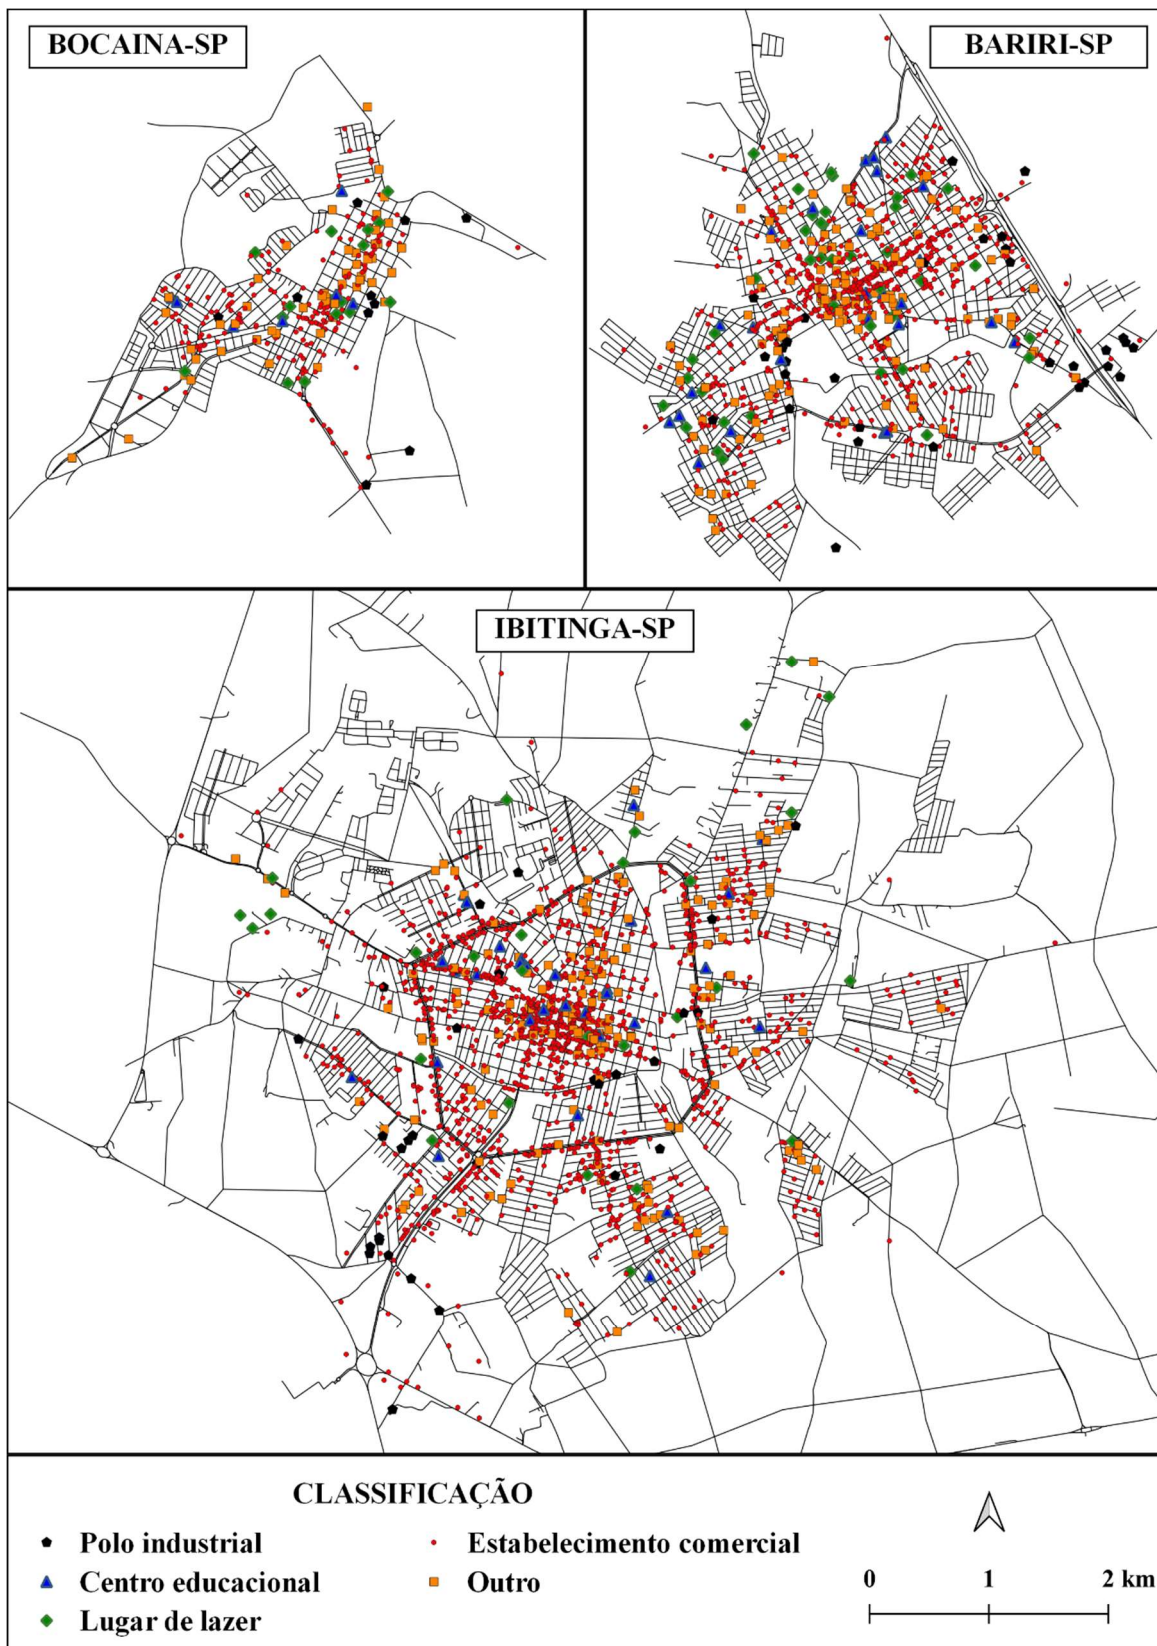 BOCAINA-SP
BARIRI-SP
IBITINGA-SP
CLASSIFICAÇÃO
Polo industrial
Estabelecimento comercial
Centro educacional
Outro
Lugar de lazer
0 1 2 km